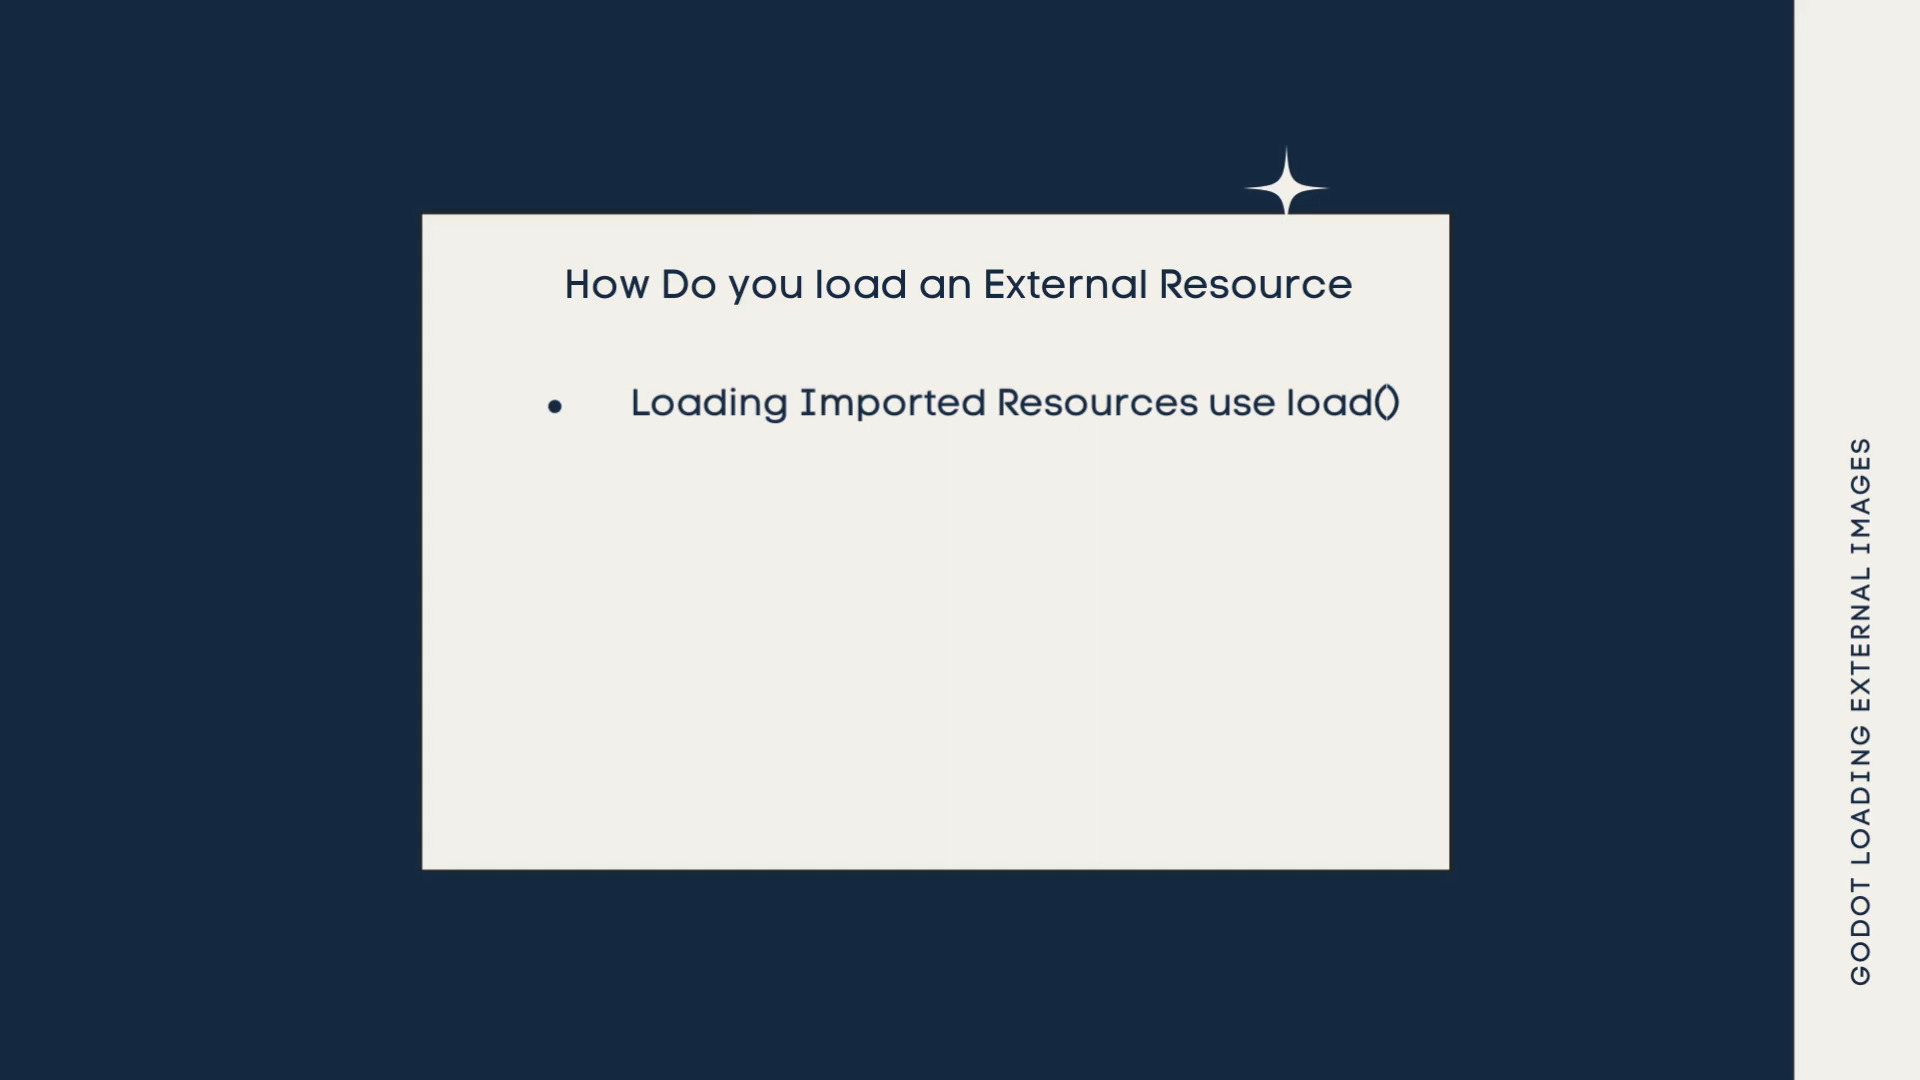 How Do you load an External Resource
• Loading Imported Resources use load()
GODOT LOADING EXTERNAL IMAGES